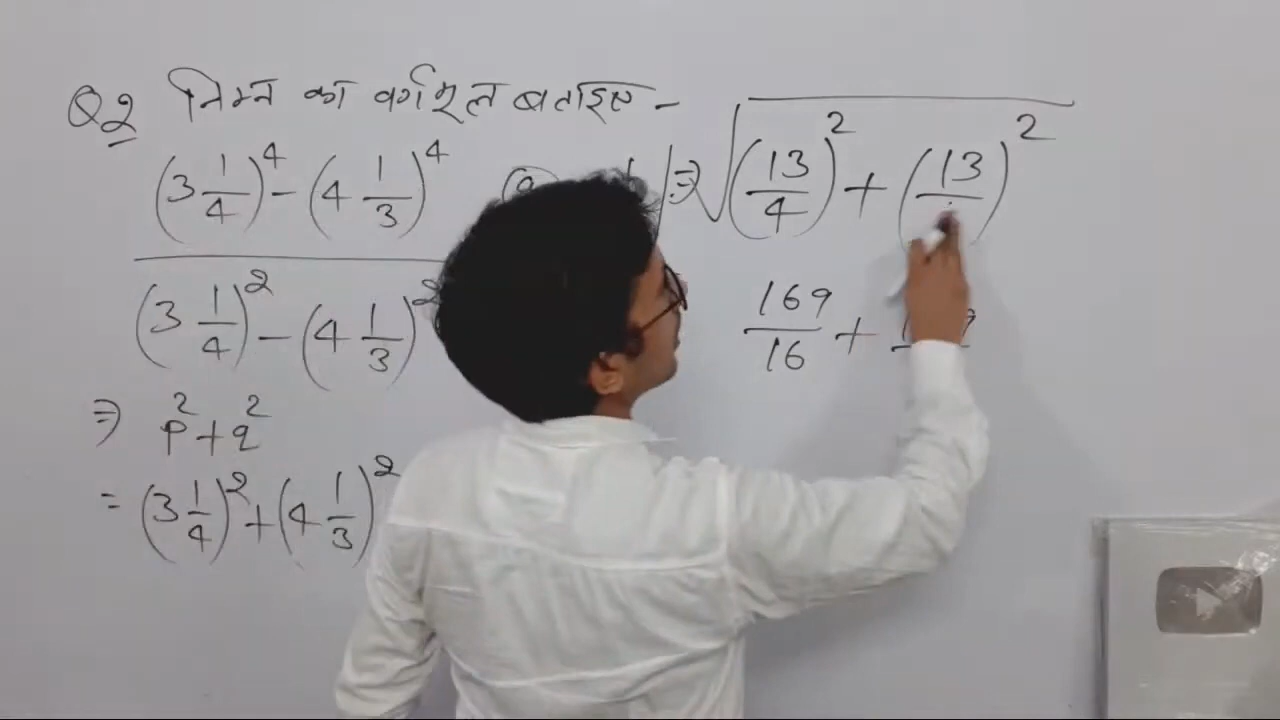 Q2 निम्न का वर्गमूल बताइए -
(3 1/4)^4 - (4 1/3)^4
(3 1/4)^2 - (4 1/3)^2
⇒ p^2 + q^2
= (3 1/4)^2 + (4 1/3)^2
⇒ √(13/4)^2 + (13/ )^2
169/16 +